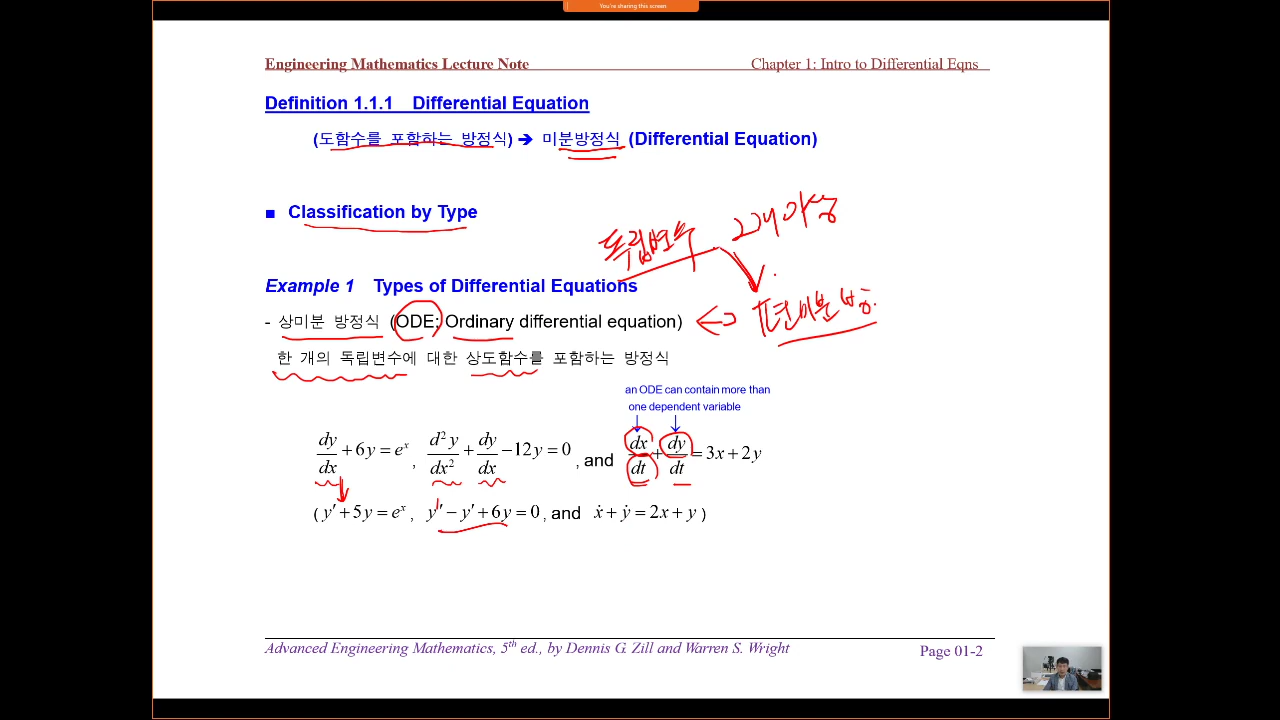 You're sharing this screen
Engineering Mathematics Lecture Note Chapter 1: Intro to Differential Eqns
Definition 1.1.1 Differential Equation
(도함수를 포함하는 방정식) ➔ 미분방정식 (Differential Equation)
■ Classification by Type
독립변수 2개 이상
Example 1 Types of Differential Equations
- 상미분 방정식 (ODE; Ordinary differential equation) ⇔ 편미분 방
한 개의 독립변수에 대한 상도함수를 포함하는 방정식
an ODE can contain more than
one dependent variable
dy/dx + 6y = e^x, d²y/dx² + dy/dx − 12y = 0, and dx/dt + dy/dt = 3x + 2y
( y′ + 5y = e^x, y″ − y′ + 6y = 0, and ẋ + ẏ = 2x + y )
Advanced Engineering Mathematics, 5th ed., by Dennis G. Zill and Warren S. Wright Page 01-2